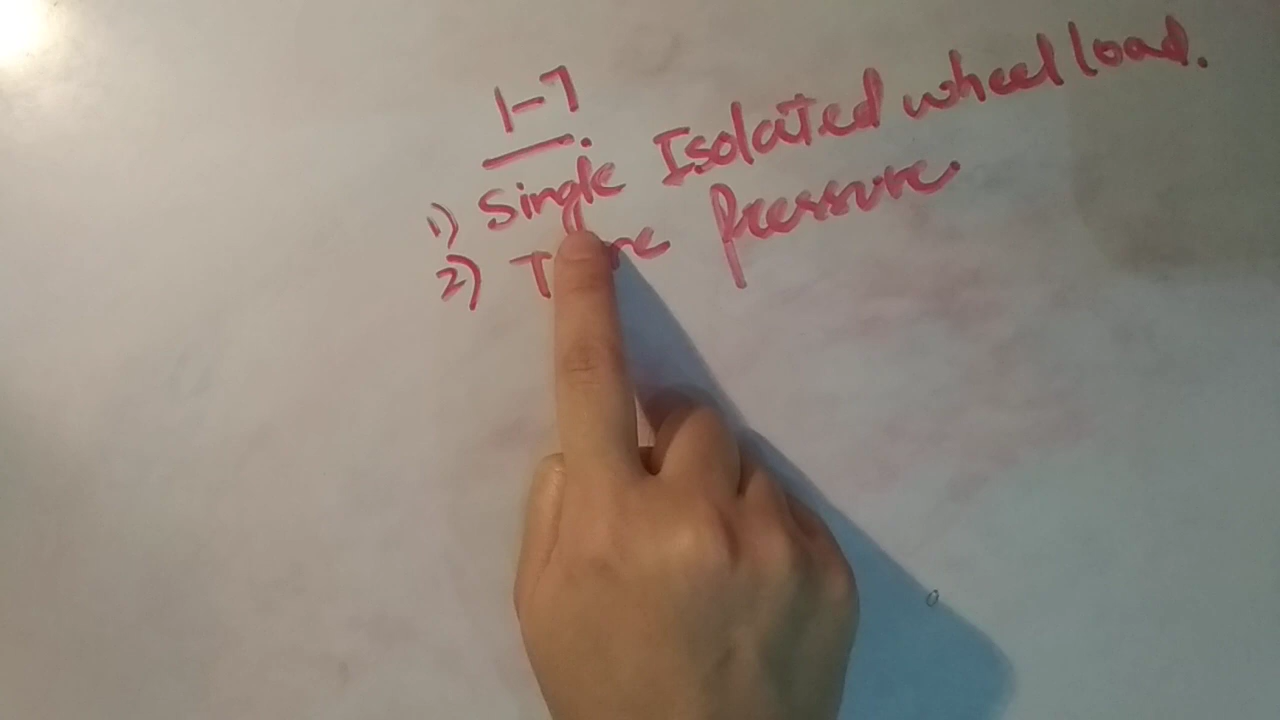 1-7.
1) Single Isolated wheel load.
2) Pressure.